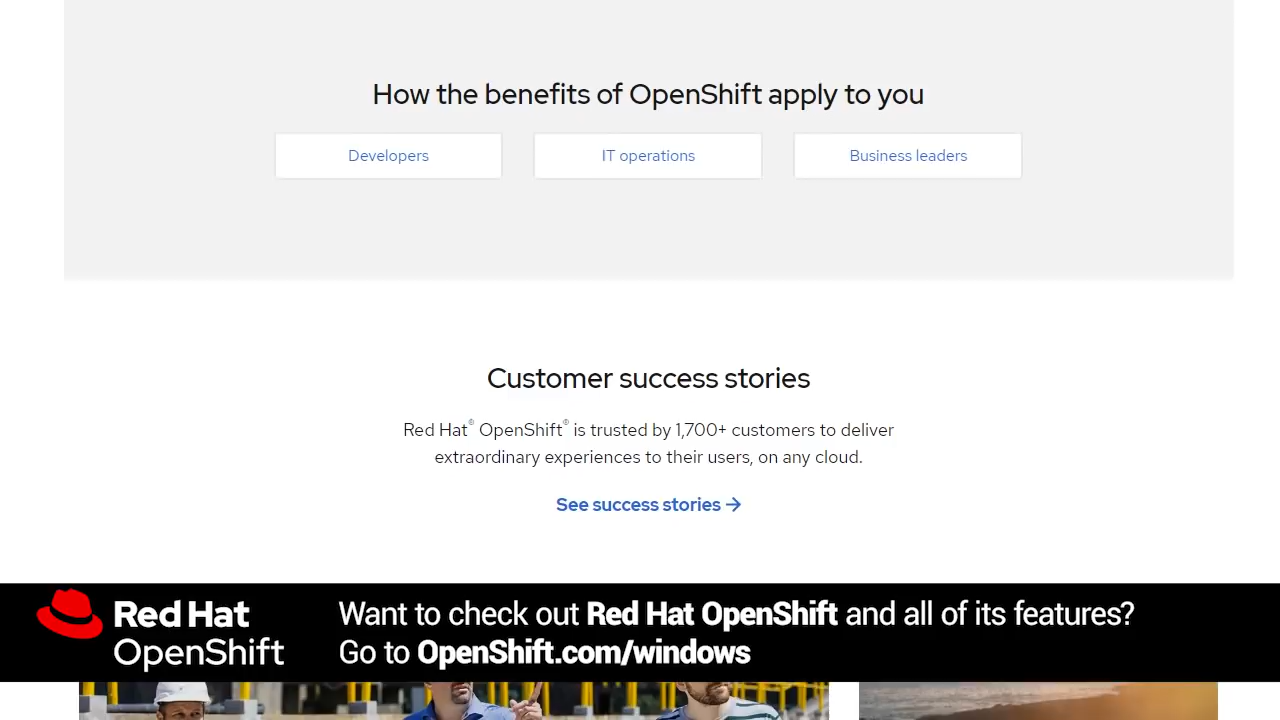 How the benefits of OpenShift apply to you
Developers
IT operations
Business leaders
Customer success stories
Red Hat® OpenShift® is trusted by 1,700+ customers to deliver
extraordinary experiences to their users, on any cloud.
See success stories →
Red Hat
OpenShift
Want to check out Red Hat OpenShift and all of its features?
Go to OpenShift.com/windows